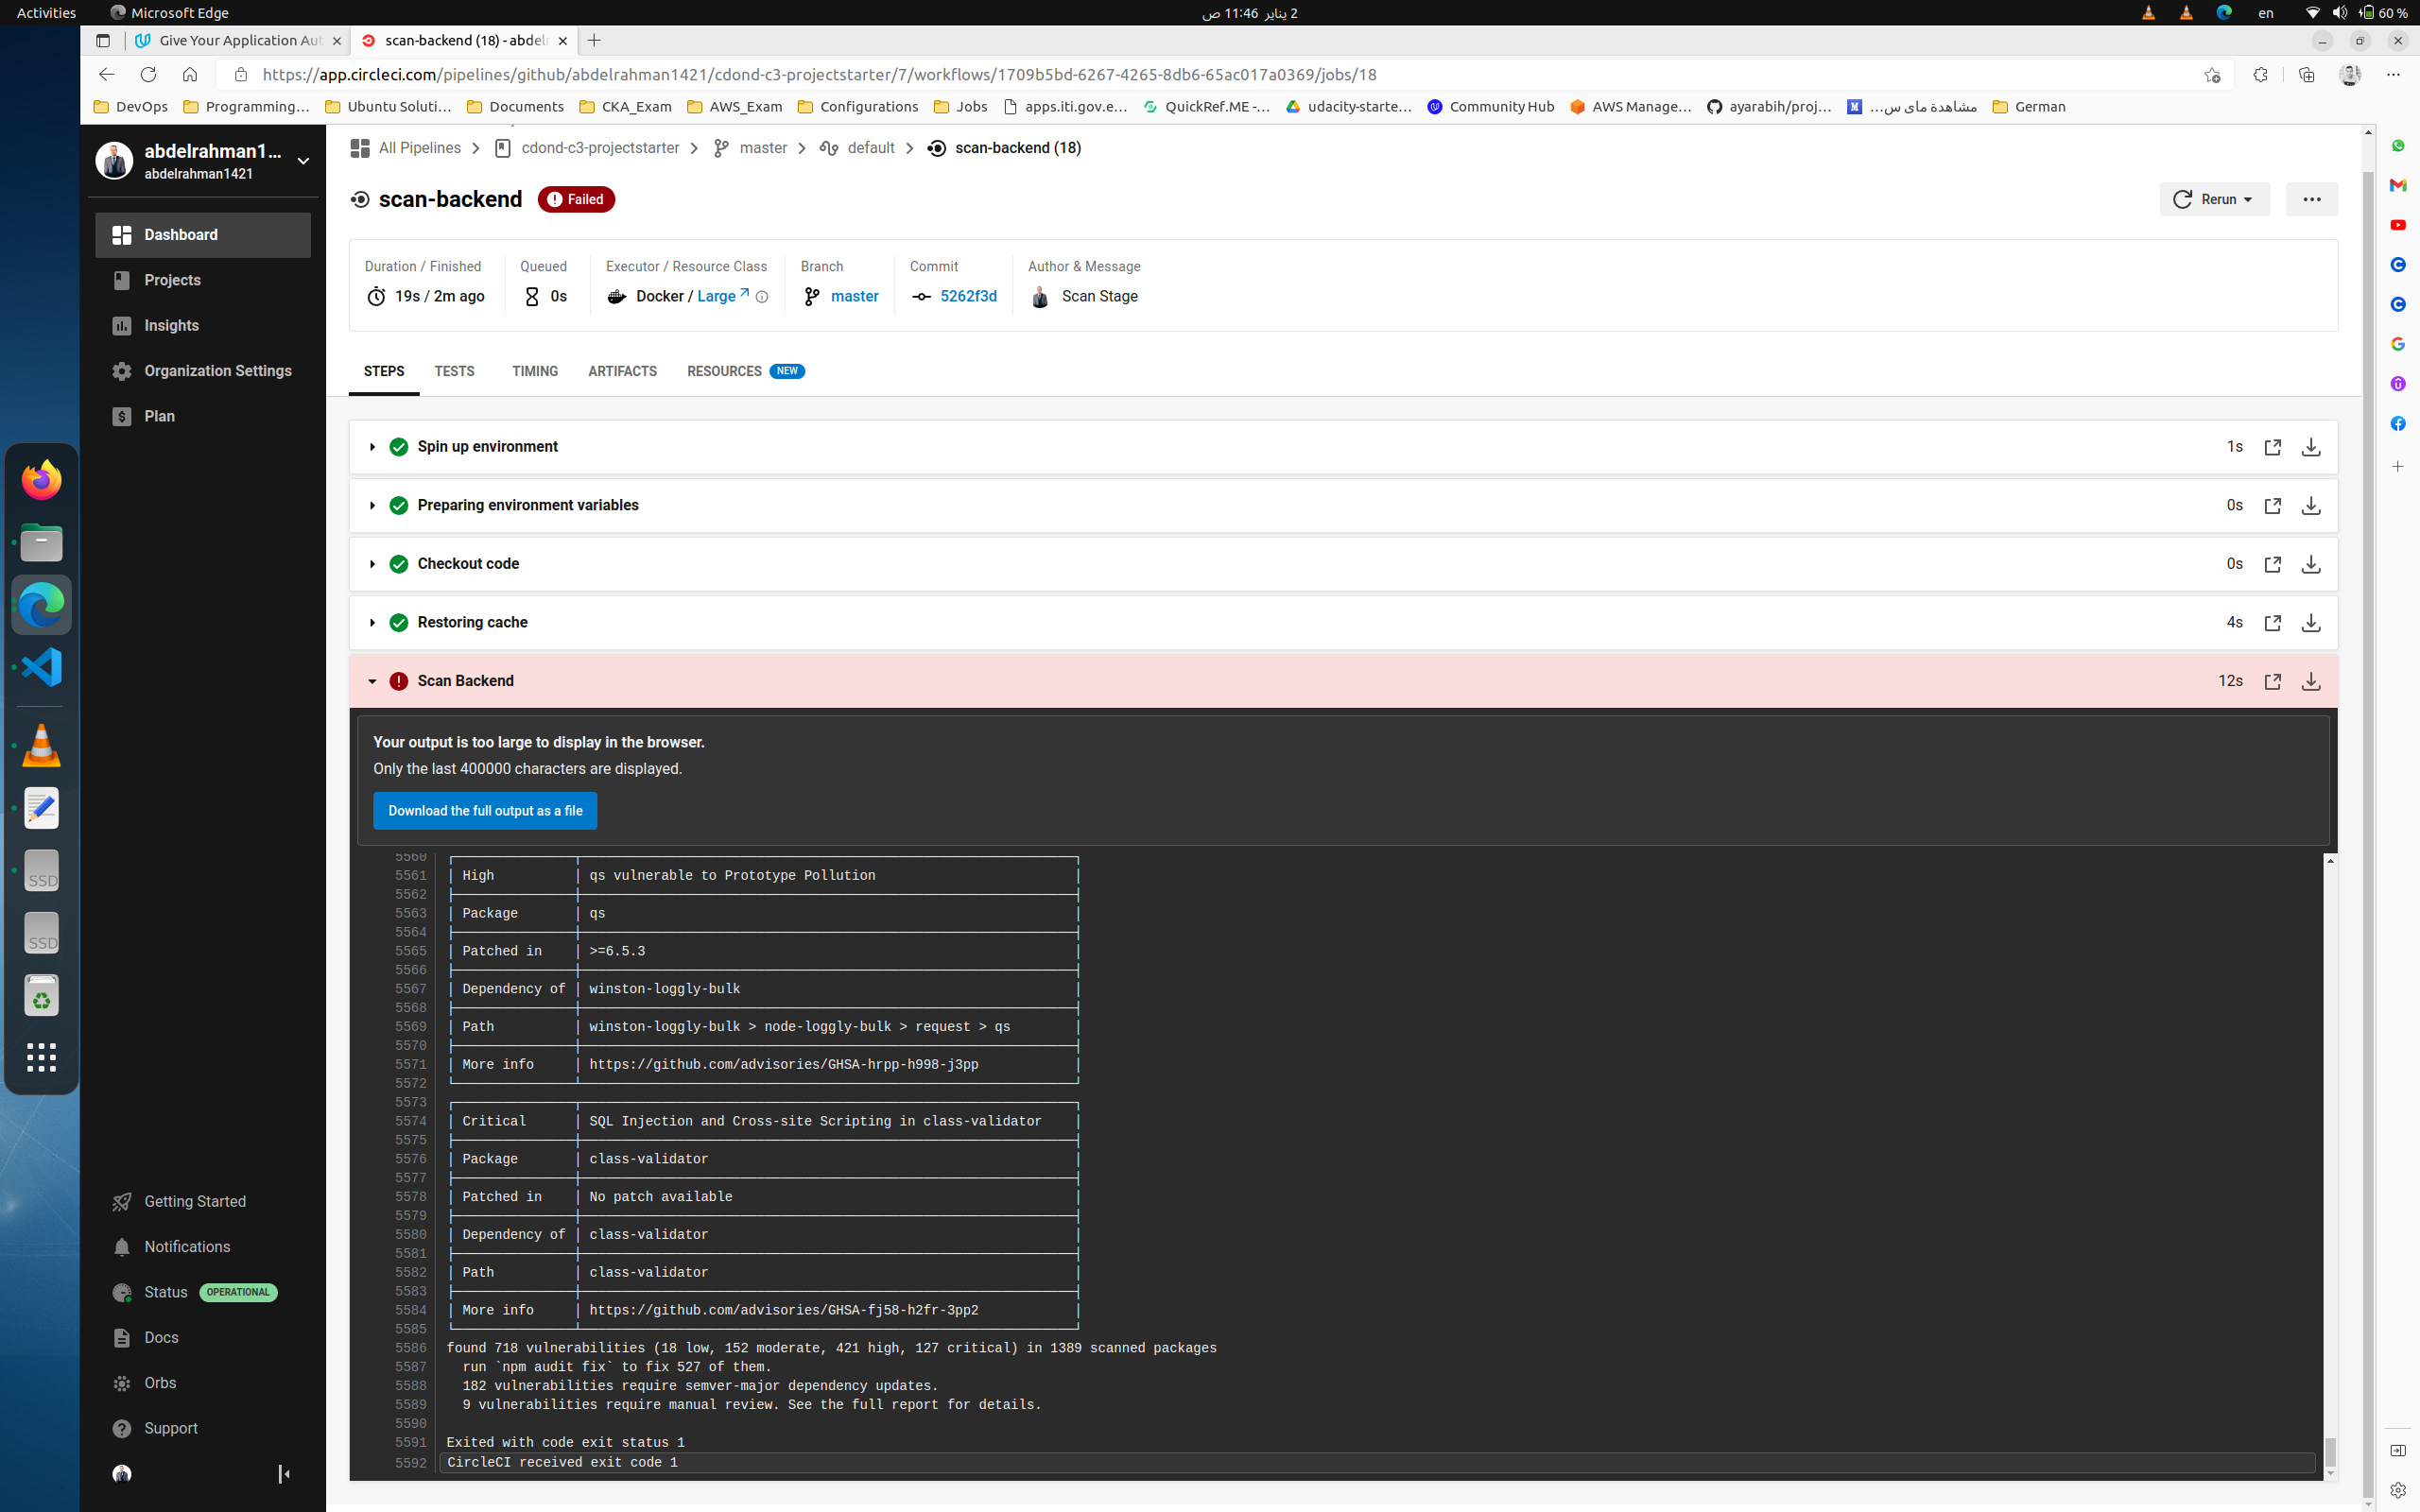 Activities
Microsoft Edge
2 يناير 11:46 ص
en
60 %
Give Your Application Aut
scan-backend (18) - abdelr
https://app.circleci.com/pipelines/github/abdelrahman1421/cdond-c3-projectstarter/7/workflows/1709b5bd-6267-4265-8db6-65ac017a0369/jobs/18
DevOps
Programming…
Ubuntu Soluti…
Documents
CKA_Exam
AWS_Exam
Configurations
Jobs
apps.iti.gov.e…
QuickRef.ME -…
udacity-starte…
Community Hub
AWS Manage…
ayarabih/proj…
مشاهدة ماى س…
German
abdelrahman1...
abdelrahman1421
Dashboard
Projects
Insights
Organization Settings
Plan
Getting Started
Notifications
Status OPERATIONAL
Docs
Orbs
Support
All Pipelines
cdond-c3-projectstarter
master
default
scan-backend (18)
scan-backend
Failed
Rerun
Duration / Finished
19s / 2m ago
Queued
0s
Executor / Resource Class
Docker / Large
Branch
master
Commit
5262f3d
Author & Message
Scan Stage
STEPS
TESTS
TIMING
ARTIFACTS
RESOURCES NEW
Spin up environment 1s
Preparing environment variables 0s
Checkout code 0s
Restoring cache 4s
Scan Backend 12s
Your output is too large to display in the browser.
Only the last 400000 characters are displayed.
Download the full output as a file
5560
5561 High qs vulnerable to Prototype Pollution
5562
5563 Package qs
5564
5565 Patched in >=6.5.3
5566
5567 Dependency of winston-loggly-bulk
5568
5569 Path winston-loggly-bulk > node-loggly-bulk > request > qs
5570
5571 More info https://github.com/advisories/GHSA-hrpp-h998-j3pp
5572
5573
5574 Critical SQL Injection and Cross-site Scripting in class-validator
5575
5576 Package class-validator
5577
5578 Patched in No patch available
5579
5580 Dependency of class-validator
5581
5582 Path class-validator
5583
5584 More info https://github.com/advisories/GHSA-fj58-h2fr-3pp2
5585
5586 found 718 vulnerabilities (18 low, 152 moderate, 421 high, 127 critical) in 1389 scanned packages
5587 run `npm audit fix` to fix 527 of them.
5588 182 vulnerabilities require semver-major dependency updates.
5589 9 vulnerabilities require manual review. See the full report for details.
5590
5591 Exited with code exit status 1
5592 CircleCI received exit code 1
SSD
SSD